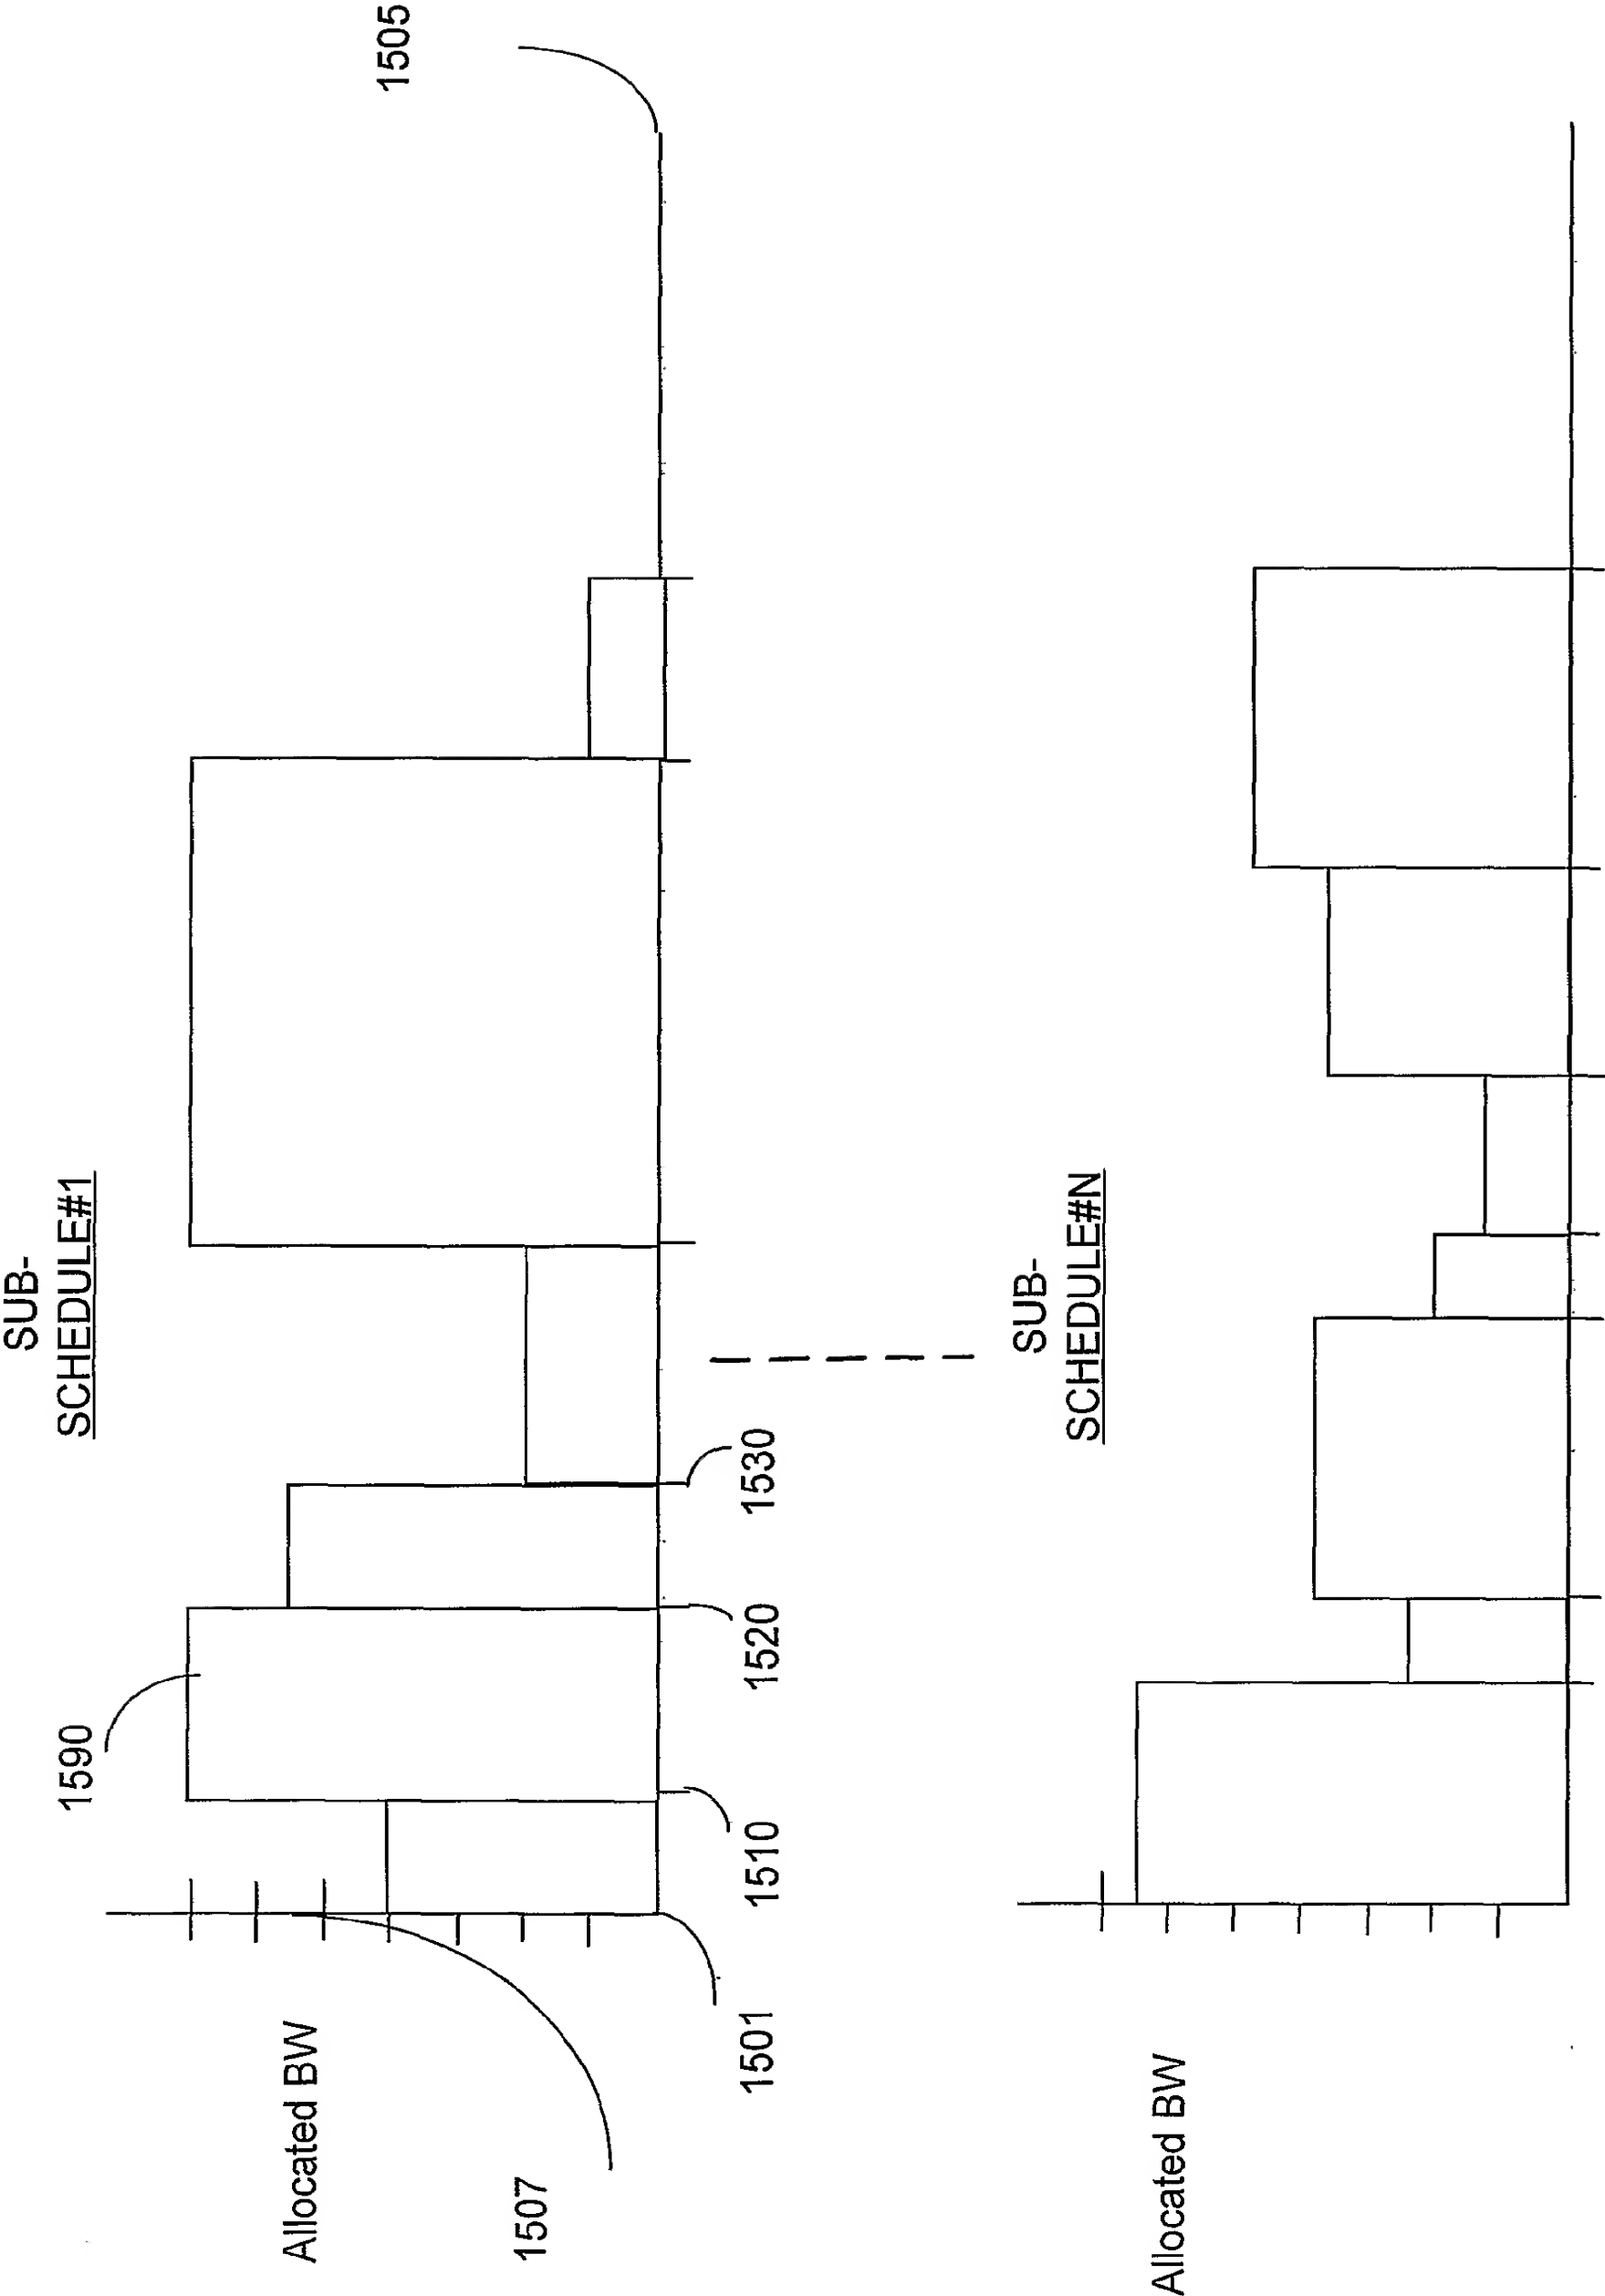 SUB-
SCHEDULE#1
1590
1505
Allocated BW
1507
1501
1510
1520
1530
SUB-
SCHEDULE#N
Allocated BW